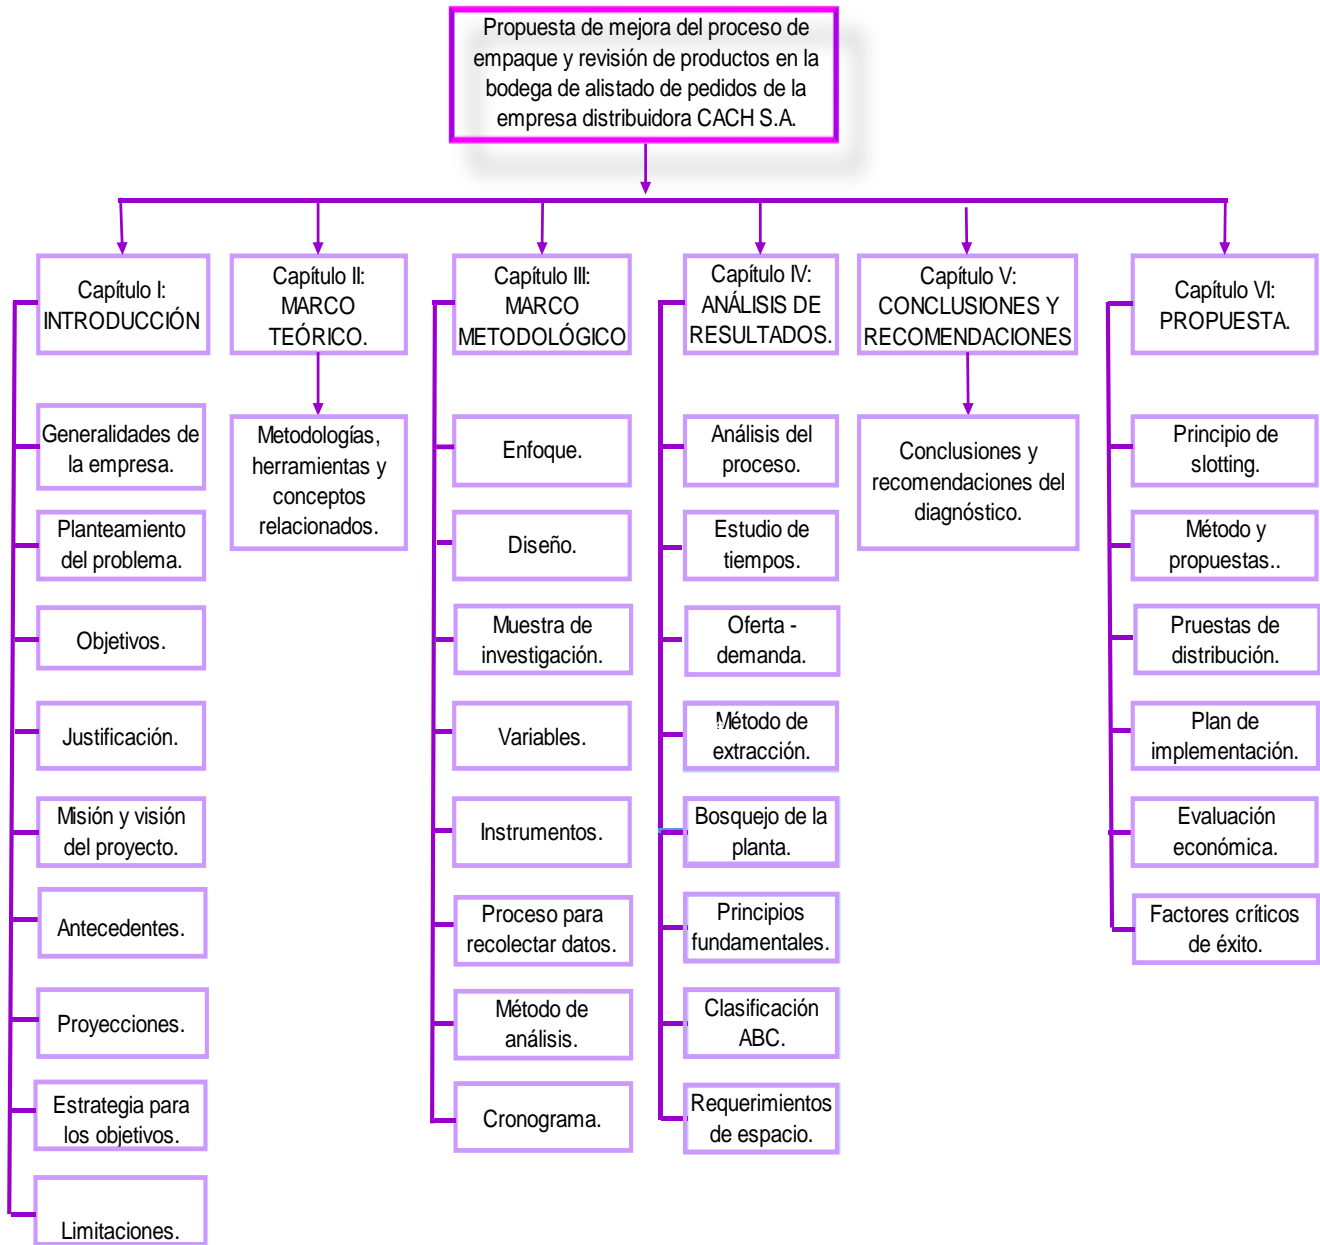 Propuesta de mejora del proceso de
empaque y revisión de productos en la
bodega de alistado de pedidos de la
empresa distribuidora CACH S.A.
Capítulo I:
INTRODUCCIÓN
Generalidades de
la empresa.
Planteamiento
del problema.
Objetivos.
Justificación.
Misión y visión
del proyecto.
Antecedentes.
Proyecciones.
Estrategia para
los objetivos.
Limitaciones.
Capítulo II:
MARCO
TEÓRICO.
Metodologías,
herramientas y
conceptos
relacionados.
Capítulo III:
MARCO
METODOLÓGICO
Enfoque.
Diseño.
Muestra de
investigación.
Variables.
Instrumentos.
Proceso para
recolectar datos.
Método de
análisis.
Cronograma.
Capítulo IV:
ANÁLISIS DE
RESULTADOS.
Análisis del
proceso.
Estudio de
tiempos.
Oferta -
demanda.
Método de
extracción.
Bosquejo de la
planta.
Principios
fundamentales.
Clasificación
ABC.
Requerimientos
de espacio.
Capítulo V:
CONCLUSIONES Y
RECOMENDACIONES
Conclusiones y
recomendaciones del
diagnóstico.
Capítulo VI:
PROPUESTA.
Principio de
slotting.
Método y
propuestas..
Pruestas de
distribución.
Plan de
implementación.
Evaluación
económica.
Factores críticos
de éxito.